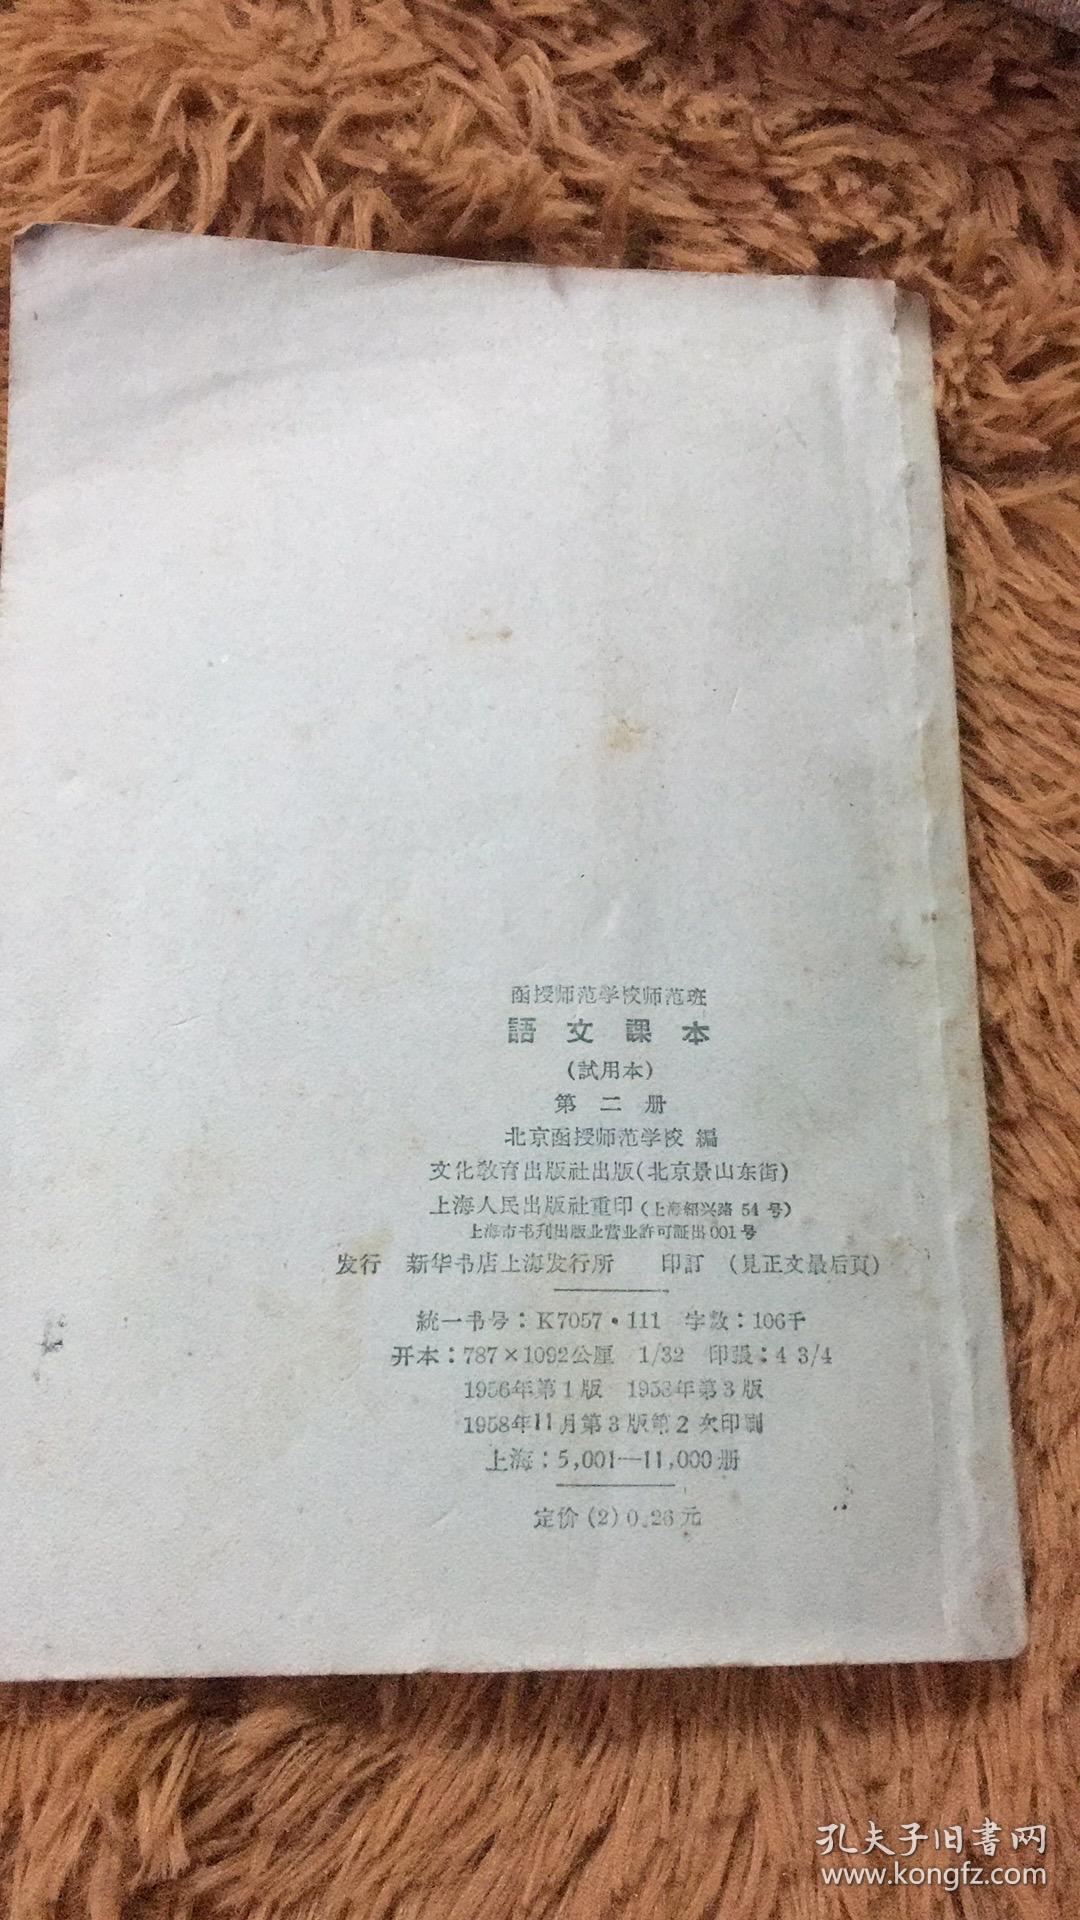 函授师范学校师范班
語文課本
(試用本)
第二册
北京函授师范学校 編
文化敎育出版社出版(北京景山东街)
上海人民出版社重印(上海紹兴路 54 号)
上海市书刊出版业营业許可証出001号
发行 新华书店上海发行所 印訂 (見正文最后頁)
統一书号:K7057·111 字数:106千
开本:787×1092公厘 1/32 印張:4 3/4
1956年第1版 1958年第3版
1958年11月第3版第2次印刷
上海:5,001—11,000册
定价(2)0.26元
孔夫子旧書网
www.kongfz.com